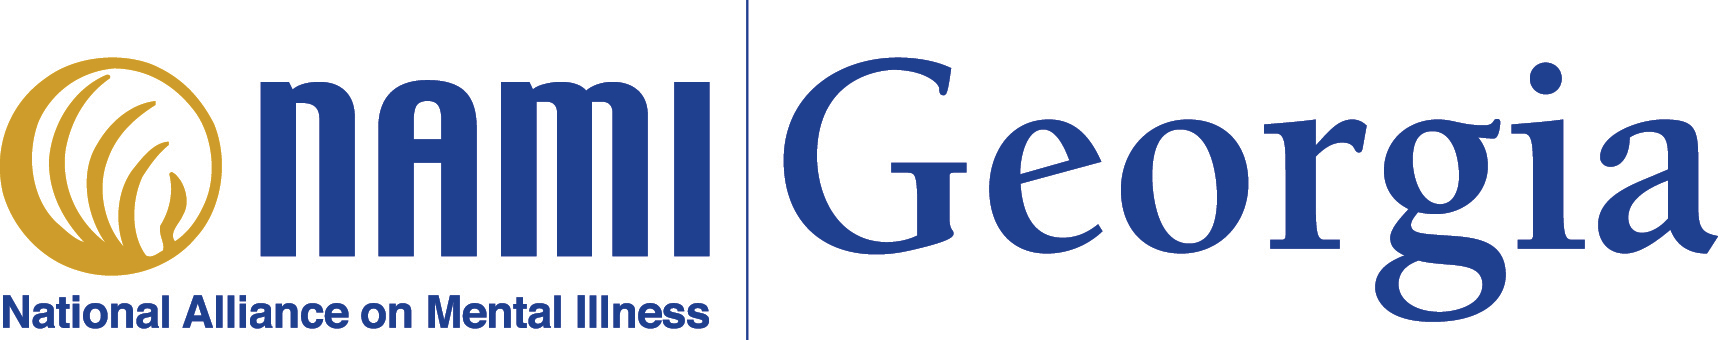 NAMI
National Alliance on Mental Illness
Georgia